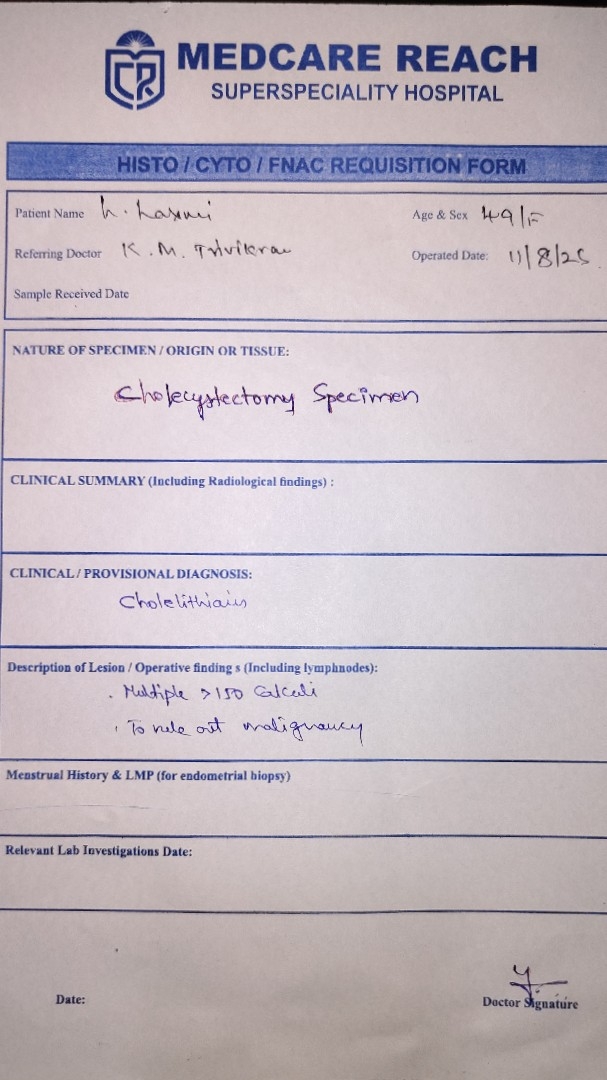 MEDCARE REACH
SUPERSPECIALITY HOSPITAL
HISTO / CYTO / FNAC REQUISITION FORM
Patient Name h. Laxmi Age & Sex 49/F
Referring Doctor K. M. Trivikram Operated Date: 11/8/25
Sample Received Date
NATURE OF SPECIMEN / ORIGIN OR TISSUE:
Cholecystectomy Specimen
CLINICAL SUMMARY (Including Radiological findings) :
CLINICAL / PROVISIONAL DIAGNOSIS:
Cholelithiasis
Description of Lesion / Operative finding s (Including lymphnodes):
. Multiple >150 Calculi
. To rule out malignancy
Menstrual History & LMP (for endometrial biopsy)
Relevant Lab Investigations Date:
Date: Doctor Signature